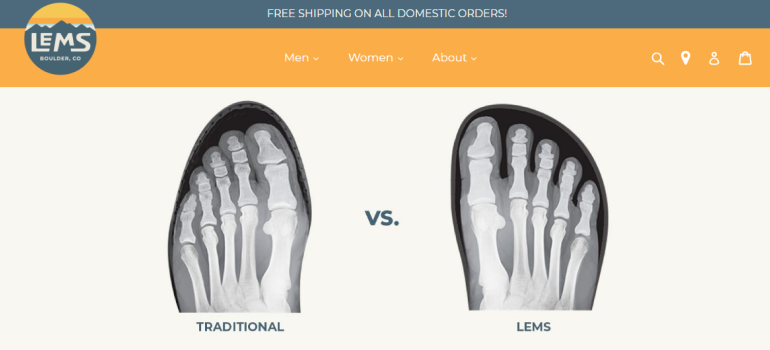 FREE SHIPPING ON ALL DOMESTIC ORDERS!
LEMS
BOULDER, CO
Men
Women
About
VS.
TRADITIONAL
LEMS